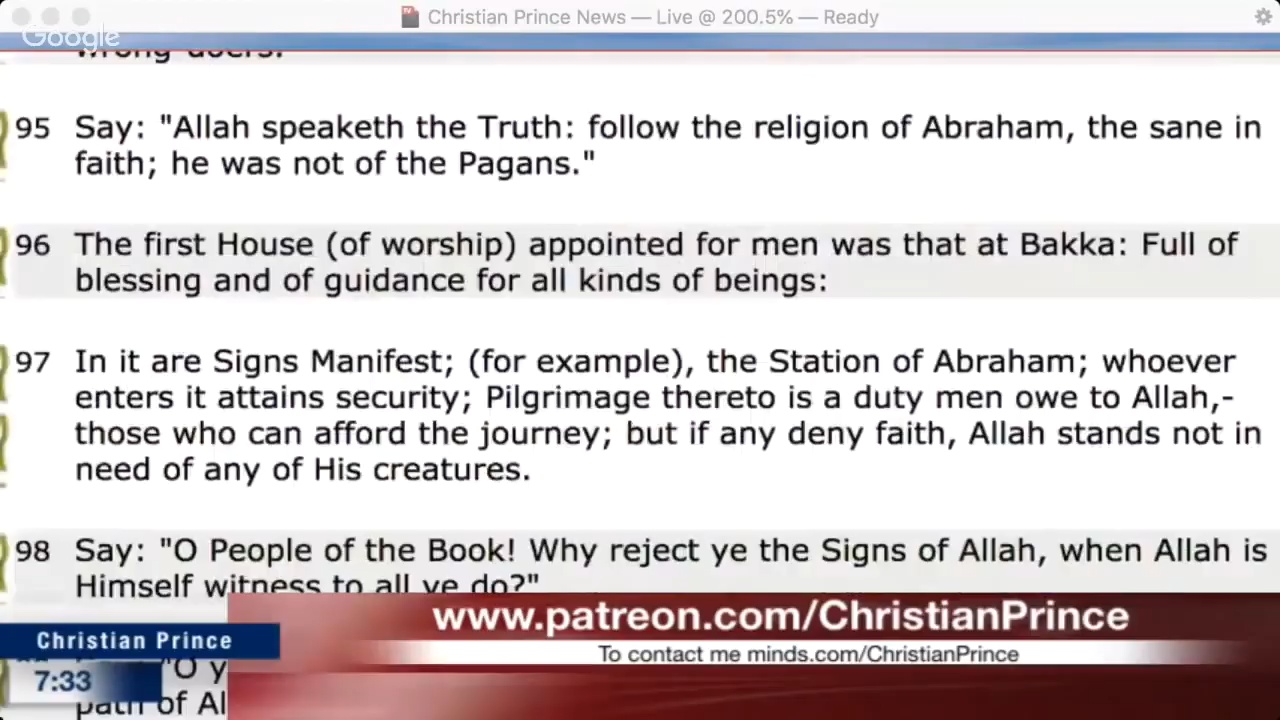 Christian Prince News — Live @ 200.5% — Ready
Google
wrong doers.
95 Say: "Allah speaketh the Truth: follow the religion of Abraham, the sane in
faith; he was not of the Pagans."
96 The first House (of worship) appointed for men was that at Bakka: Full of
blessing and of guidance for all kinds of beings:
97 In it are Signs Manifest; (for example), the Station of Abraham; whoever
enters it attains security; Pilgrimage thereto is a duty men owe to Allah,-
those who can afford the journey; but if any deny faith, Allah stands not in
need of any of His creatures.
98 Say: "O People of the Book! Why reject ye the Signs of Allah, when Allah is
Himself witness to all ye do?"
www.patreon.com/ChristianPrince
Christian Prince
To contact me minds.com/ChristianPrince
"O y
7:33
path of Al